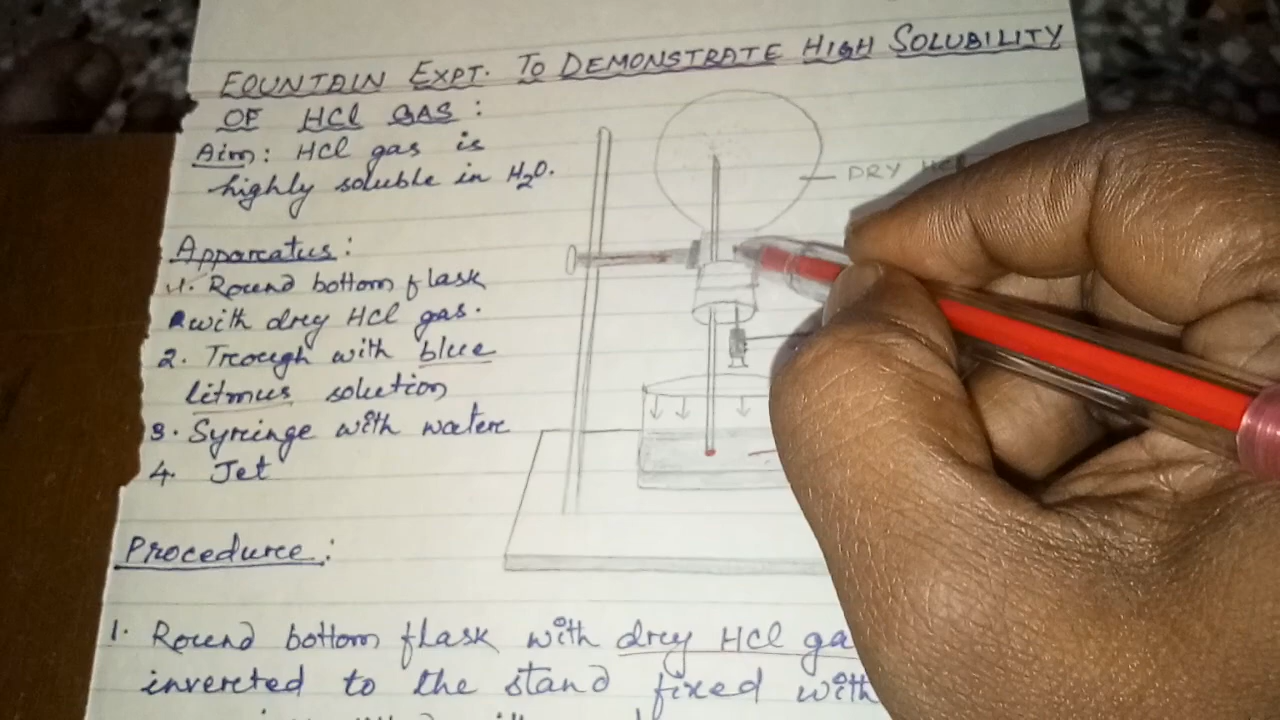 FOUNTAIN EXPT. TO DEMONSTRATE HIGH SOLUBILITY
OF HCl GAS :
Aim : HCl gas is
highly soluble in H₂O.
DRY HCl
Apparatus :
1. Round bottom flask
with dry HCl gas.
2. Trough with blue
litmus solution
3. Syringe with water
4. Jet
Procedure :
1. Round bottom flask with dry HCl ga
inverted to the stand fixed with